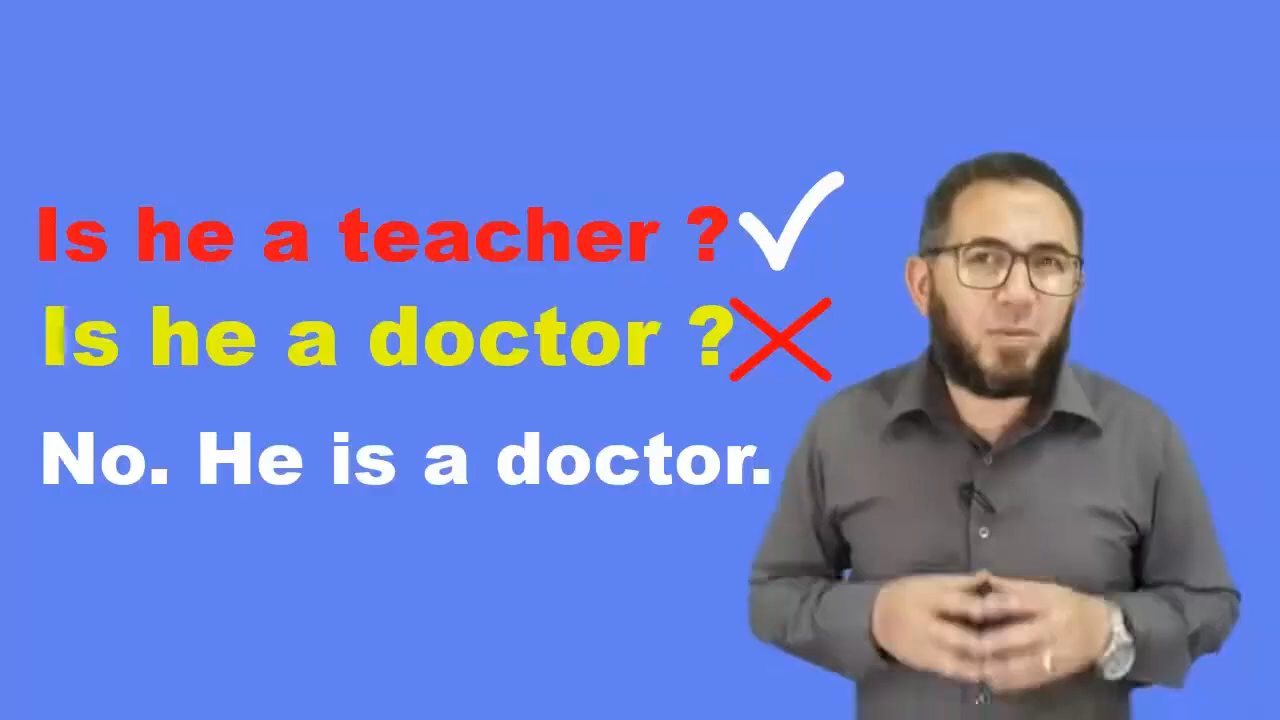 Is he a teacher ?
Is he a doctor ?
No. He is a doctor.